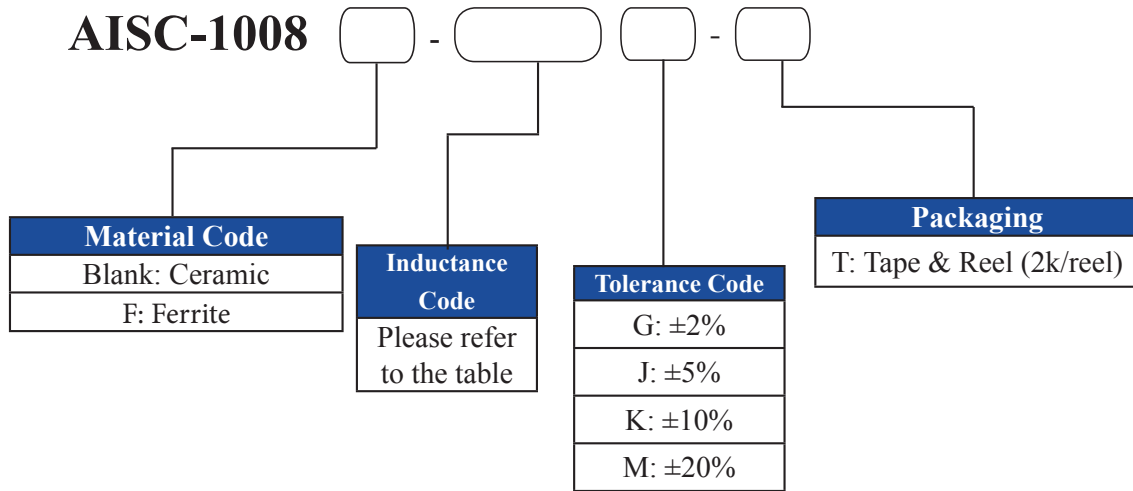 AISC-1008 - -
Material Code
Blank: Ceramic
F: Ferrite
Inductance
Code
Please refer
to the table
Tolerance Code
G: ±2%
J: ±5%
K: ±10%
M: ±20%
Packaging
T: Tape & Reel (2k/reel)